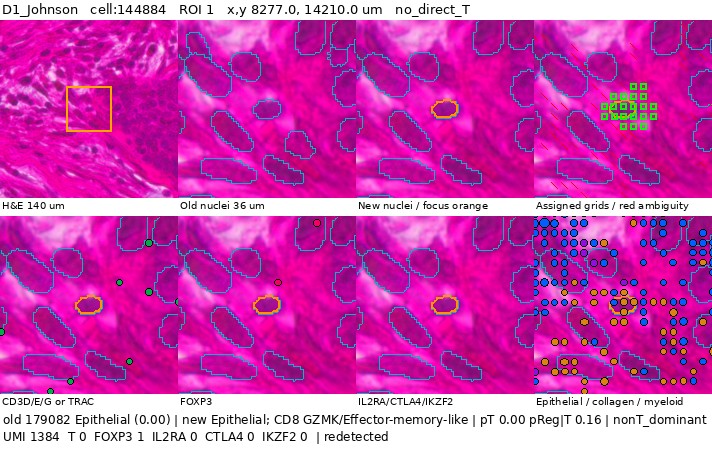 D1_Johnson   cell:144884   ROI 1   x,y 8277.0, 14210.0 um   no_direct_T
H&E 140 um
Old nuclei 36 um
New nuclei / focus orange
Assigned grids / red ambiguity
CD3D/E/G or TRAC
FOXP3
IL2RA/CTLA4/IKZF2
Epithelial / collagen / myeloid
old 179082 Epithelial (0.00) | new Epithelial; CD8 GZMK/Effector-memory-like | pT 0.00 pReg|T 0.16 | nonT_dominant
UMI 1384  T 0  FOXP3 1  IL2RA 0  CTLA4 0  IKZF2 0  | redetected